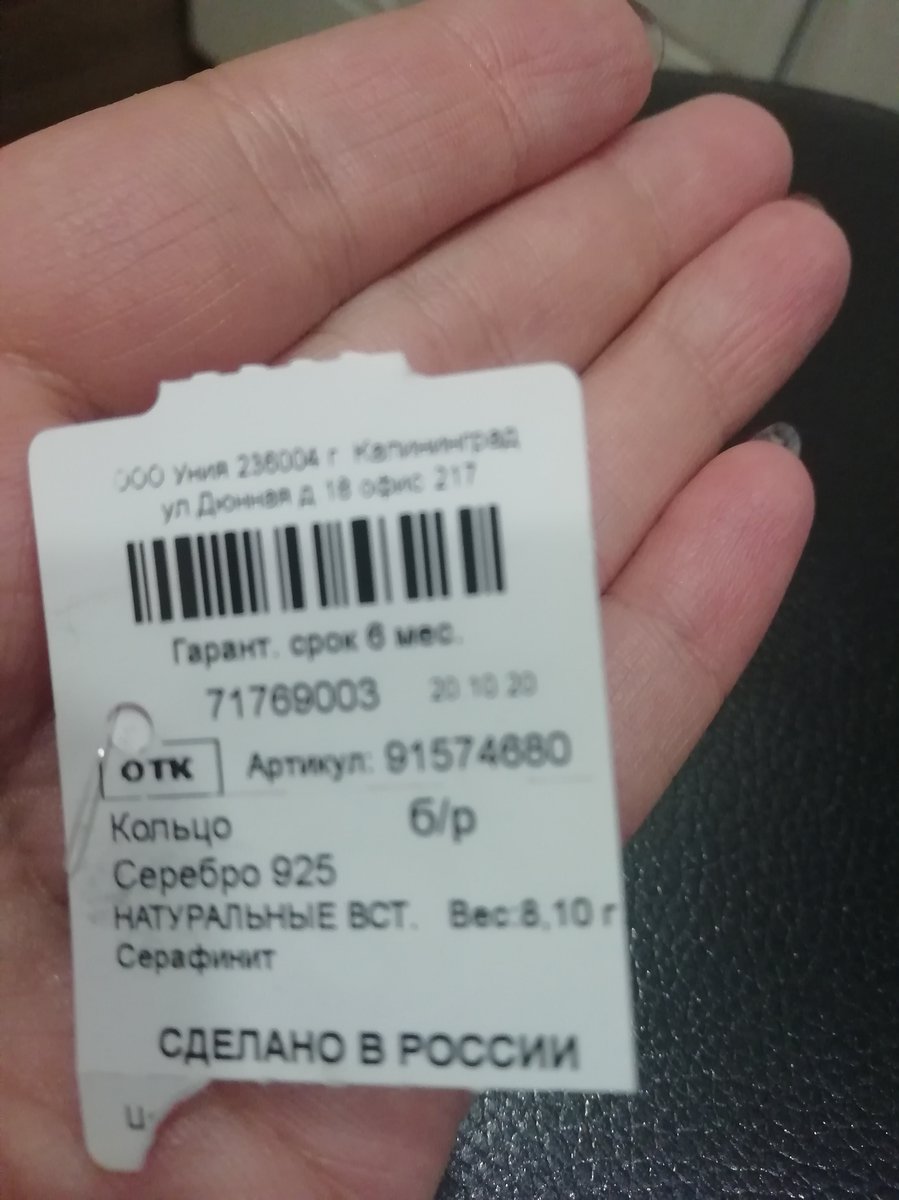 ООО Уния 236004 г Калининград
ул Дюнная д 18 офис 217
Гарант. срок 6 мес.
71769003 20 10 20
ОТК Артикул: 91574680
Кольцо б/р
Серебро 925
НАТУРАЛЬНЫЕ ВСТ. Вес:8,10 г
Серафинит
СДЕЛАНО В РОССИИ